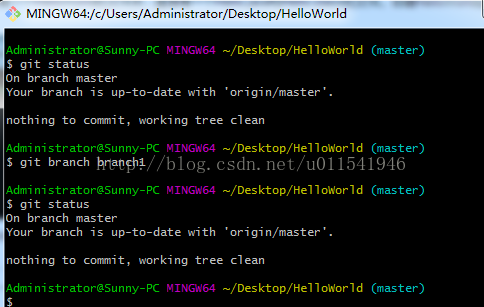 MINGW64:/c/Users/Administrator/Desktop/HelloWorld
Administrator@Sunny-PC MINGW64 ~/Desktop/HelloWorld (master)
$ git status
On branch master
Your branch is up-to-date with 'origin/master'.
nothing to commit, working tree clean
Administrator@Sunny-PC MINGW64 ~/Desktop/HelloWorld (master)
$ git branch branch1
http://blog.csdn.net/u011541946
Administrator@Sunny-PC MINGW64 ~/Desktop/HelloWorld (master)
$ git status
On branch master
Your branch is up-to-date with 'origin/master'.
nothing to commit, working tree clean
Administrator@Sunny-PC MINGW64 ~/Desktop/HelloWorld (master)
$